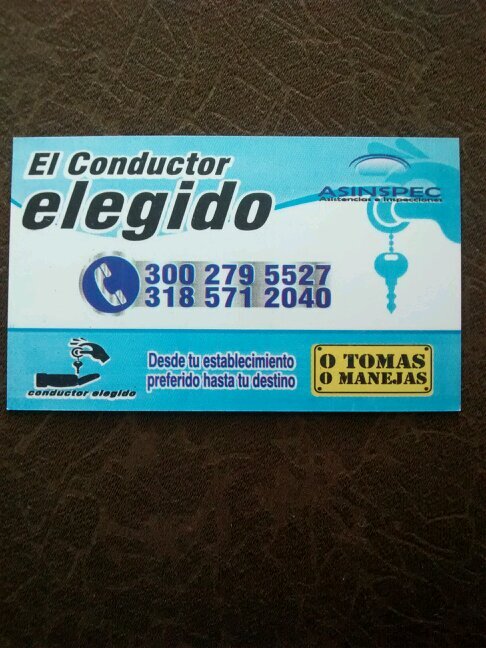 El Conductor
elegido
ASINSPEC
Asistencias e Inspecciones
300 279 5527
318 571 2040
conductor elegido
Desde tu establecimiento
preferido hasta tu destino
O TOMAS
O MANEJAS